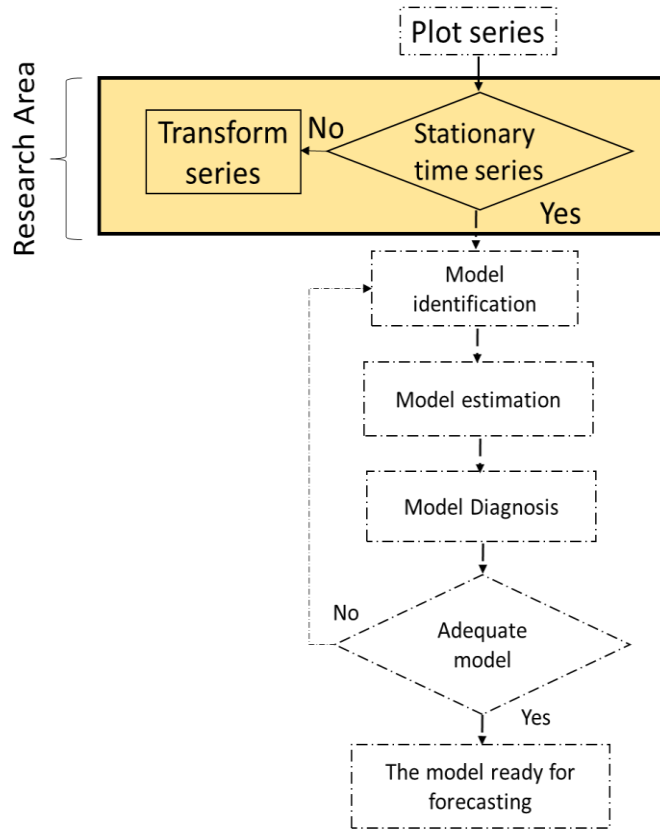 Plot series
Research Area
Transform
series
No
Stationary
time series
Yes
Model
identification
Model estimation
Model Diagnosis
No
Adequate
model
Yes
The model ready for
forecasting